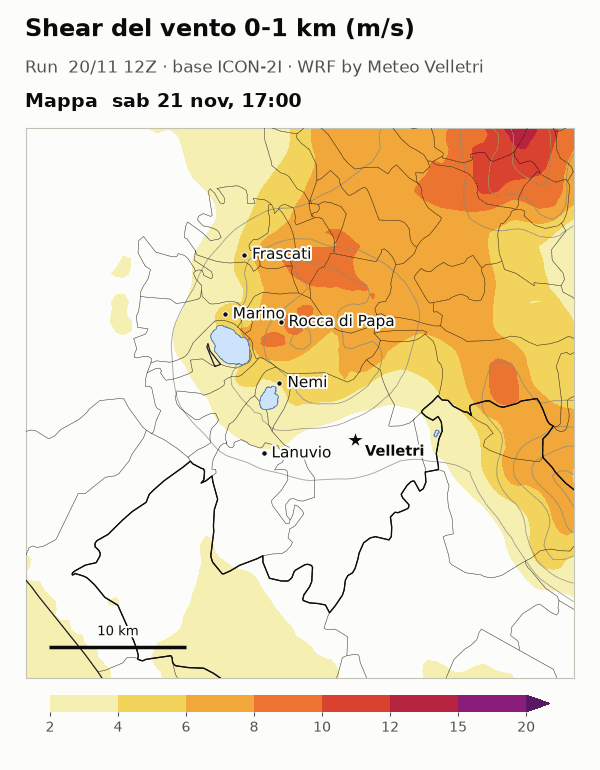 Shear del vento 0-1 km (m/s)
Run  20/11 12Z · base ICON-2I · WRF by Meteo Velletri
Mappa  sab 21 nov, 17:00
Frascati
Marino
Rocca di Papa
Nemi
Velletri
Lanuvio
10 km
2 4 6 8 10 12 15 20